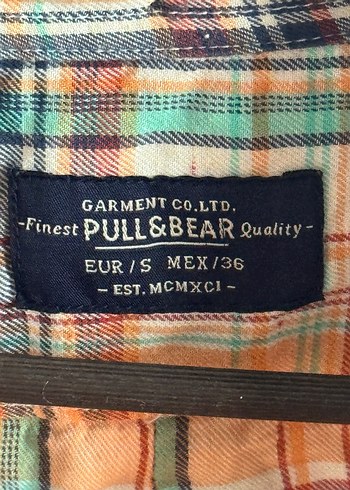 GARMENT CO.LTD.
-Finest PULL&BEAR Quality-
EUR/S MEX/36
- EST. MCMXCI -